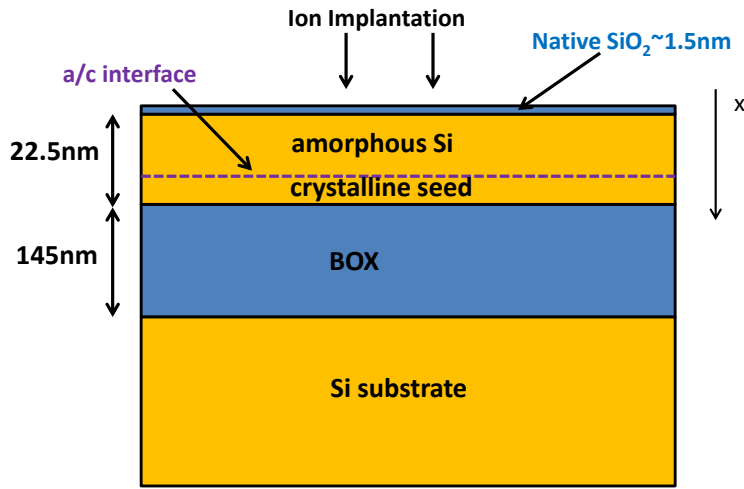 Ion Implantation
Native SiO₂~1.5nm
a/c interface
x
22.5nm
amorphous Si
crystalline seed
145nm
BOX
Si substrate